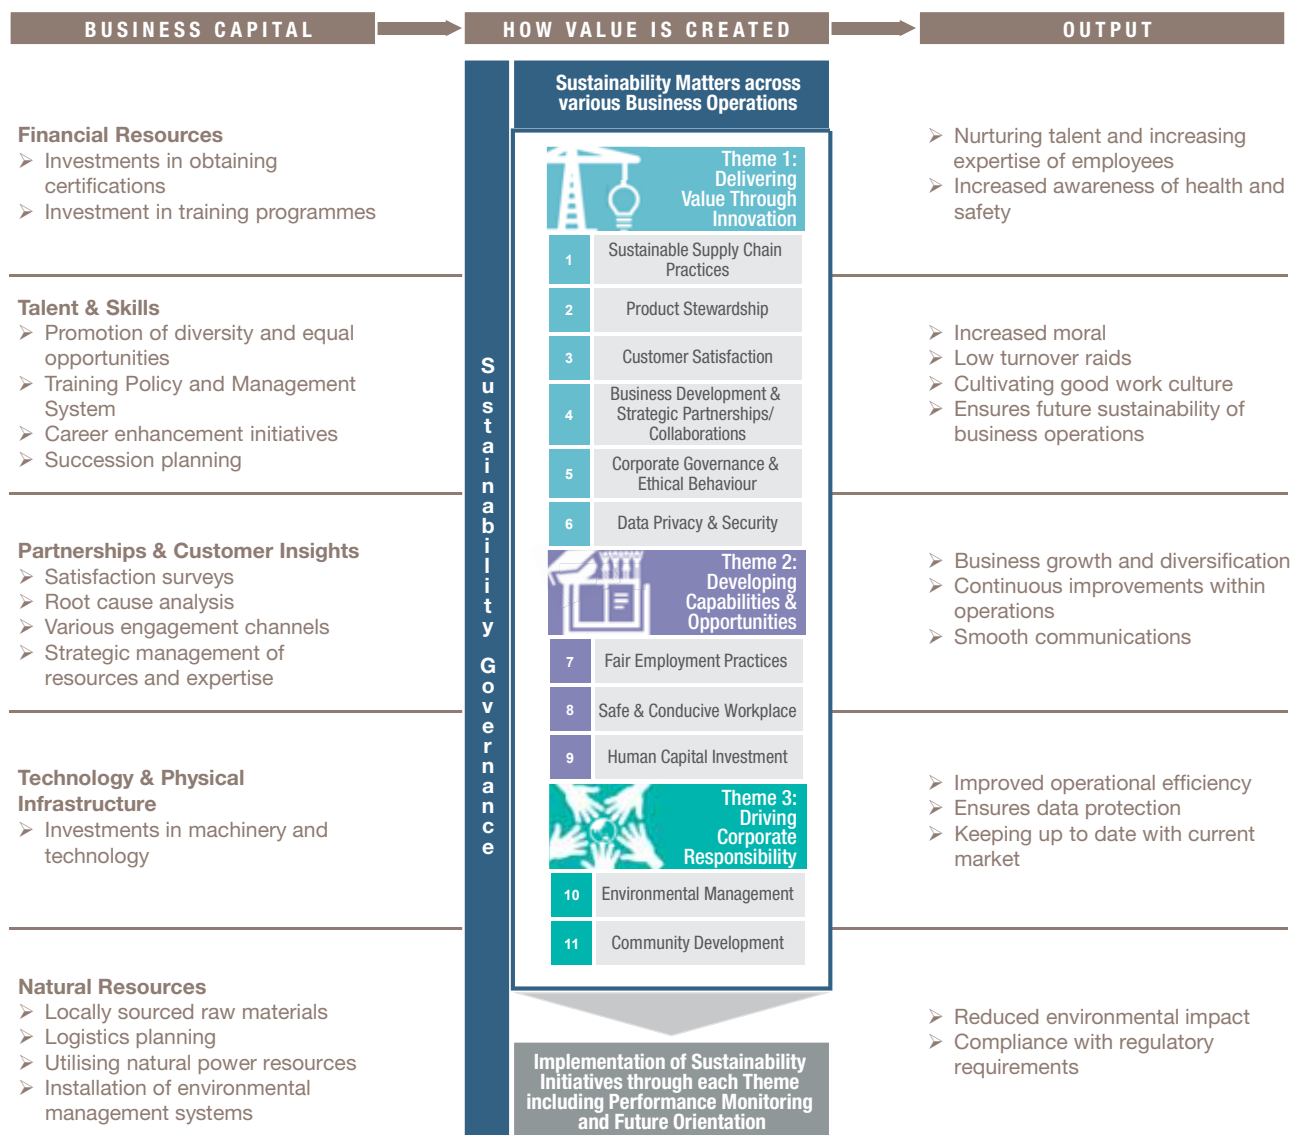 BUSINESS CAPITAL
HOW VALUE IS CREATED
OUTPUT
Financial Resources
➢ Investments in obtaining
certifications
➢ Investment in training programmes
Talent & Skills
➢ Promotion of diversity and equal
opportunities
➢ Training Policy and Management
System
➢ Career enhancement initiatives
➢ Succession planning
Partnerships & Customer Insights
➢ Satisfaction surveys
➢ Root cause analysis
➢ Various engagement channels
➢ Strategic management of
resources and expertise
Technology & Physical
Infrastructure
➢ Investments in machinery and
technology
Natural Resources
➢ Locally sourced raw materials
➢ Logistics planning
➢ Utilising natural power resources
➢ Installation of environmental
management systems
Sustainability Governance
Sustainability Matters across
various Business Operations
Theme 1:
Delivering
Value Through
Innovation
1
Sustainable Supply Chain
Practices
2
Product Stewardship
3
Customer Satisfaction
4
Business Development &
Strategic Partnerships/
Collaborations
5
Corporate Governance &
Ethical Behaviour
6
Data Privacy & Security
Theme 2:
Developing
Capabilities &
Opportunities
7
Fair Employment Practices
8
Safe & Conducive Workplace
9
Human Capital Investment
Theme 3:
Driving
Corporate
Responsibility
10
Environmental Management
11
Community Development
Implementation of Sustainability
Initiatives through each Theme
including Performance Monitoring
and Future Orientation
➢ Nurturing talent and increasing
expertise of employees
➢ Increased awareness of health and
safety
➢ Increased moral
➢ Low turnover raids
➢ Cultivating good work culture
➢ Ensures future sustainability of
business operations
➢ Business growth and diversification
➢ Continuous improvements within
operations
➢ Smooth communications
➢ Improved operational efficiency
➢ Ensures data protection
➢ Keeping up to date with current
market
➢ Reduced environmental impact
➢ Compliance with regulatory
requirements